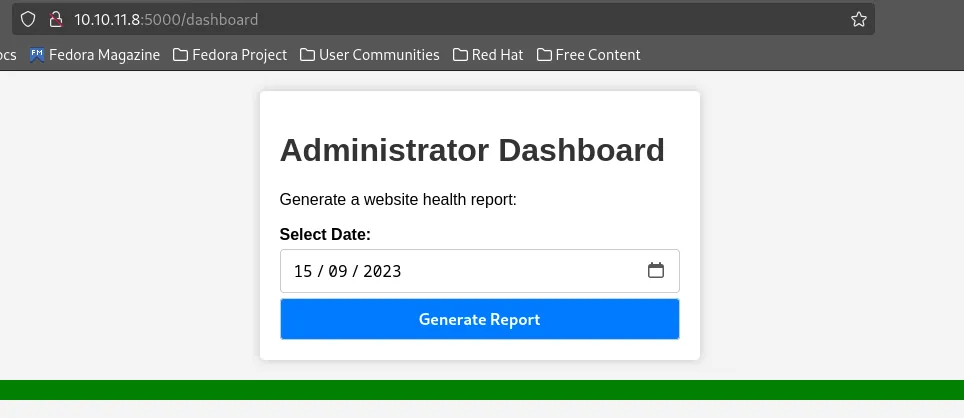 10.10.11.8:5000/dashboard
ocs FM Fedora Magazine Fedora Project User Communities Red Hat Free Content
Administrator Dashboard
Generate a website health report:
Select Date:
15 / 09 / 2023
Generate Report